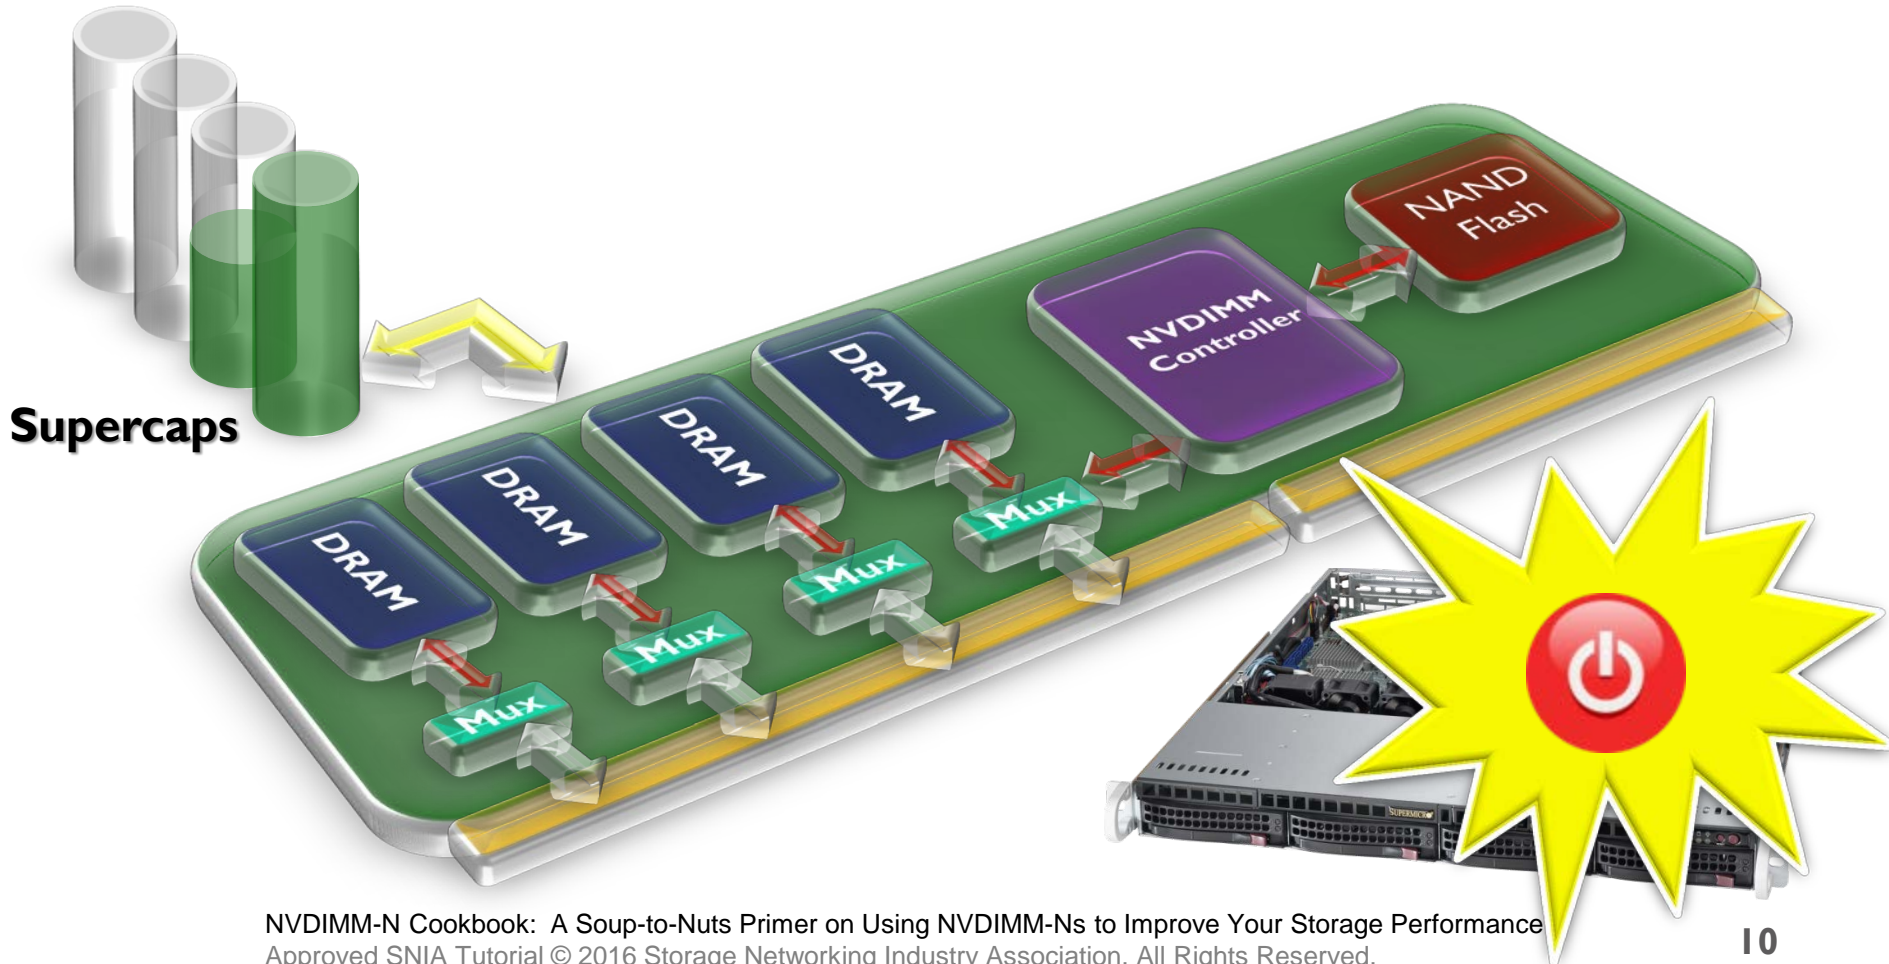 NAND
Flash
NVDIMM
Controller
DRAM
DRAM
DRAM
DRAM
Supercaps
Mux
Mux
Mux
Mux
SUPERMICRO
NVDIMM-N Cookbook: A Soup-to-Nuts Primer on Using NVDIMM-Ns to Improve Your Storage Performance
Approved SNIA Tutorial © 2016 Storage Networking Industry Association. All Rights Reserved.
10